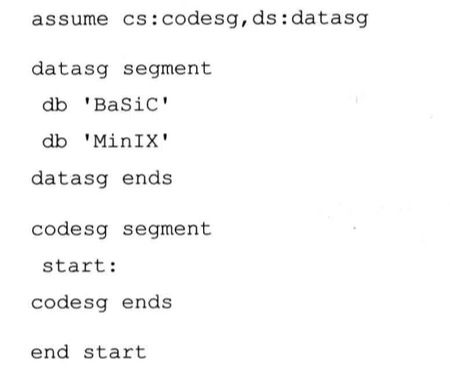 assume cs:codesg,ds:datasg
datasg segment
db 'BaSiC'
db 'MinIX'
datasg ends
codesg segment
start:
codesg ends
end start